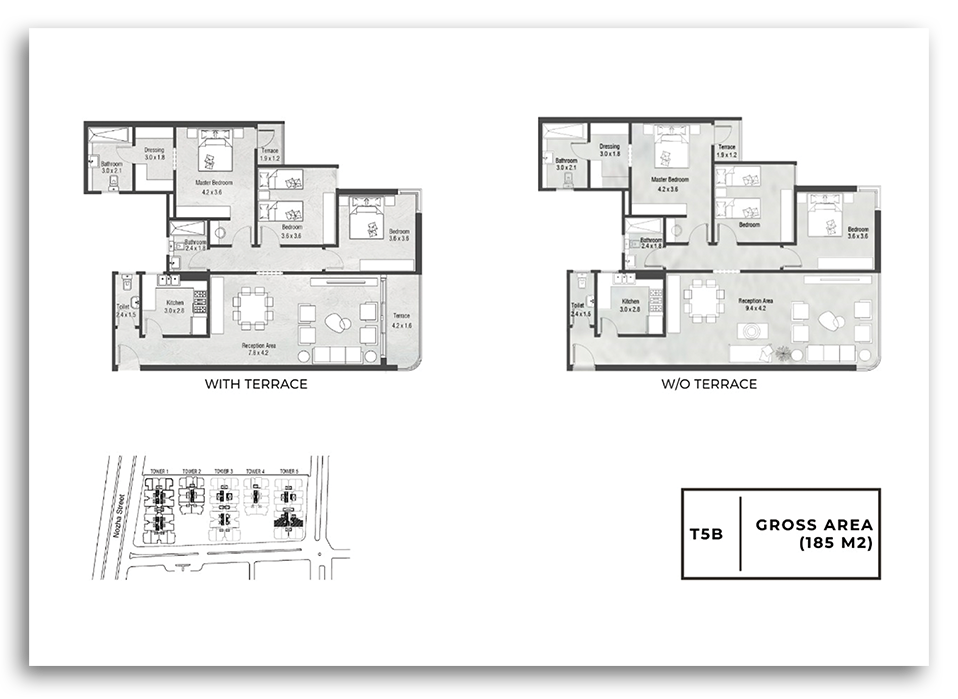 Bathroom
3.0 x 2.1
Dressing
3.0 x 1.8
Master Bedroom
4.2 x 3.6
Terrace
1.9 x 1.2
Bedroom
3.6 x 3.6
Bedroom
3.6 x 3.6
Bathroom
2.4 x 1.8
Toilet
2.4 x 1.5
Kitchen
3.0 x 2.8
Reception Area
7.8 x 4.2
Terrace
4.2 x 1.6
WITH TERRACE
Bathroom
3.0 x 2.1
Dressing
3.0 x 1.8
Master Bedroom
4.2 x 3.6
Terrace
1.9 x 1.2
Bedroom
Bedroom
3.6 x 3.6
Bathroom
2.4 x 1.8
Toilet
2.4 x 1.5
Kitchen
3.0 x 2.8
Reception Area
9.4 x 4.2
W/O TERRACE
TOWER 1
TOWER 2
TOWER 3
TOWER 4
TOWER 5
Nozha Street
T5B
GROSS AREA
(185 M2)